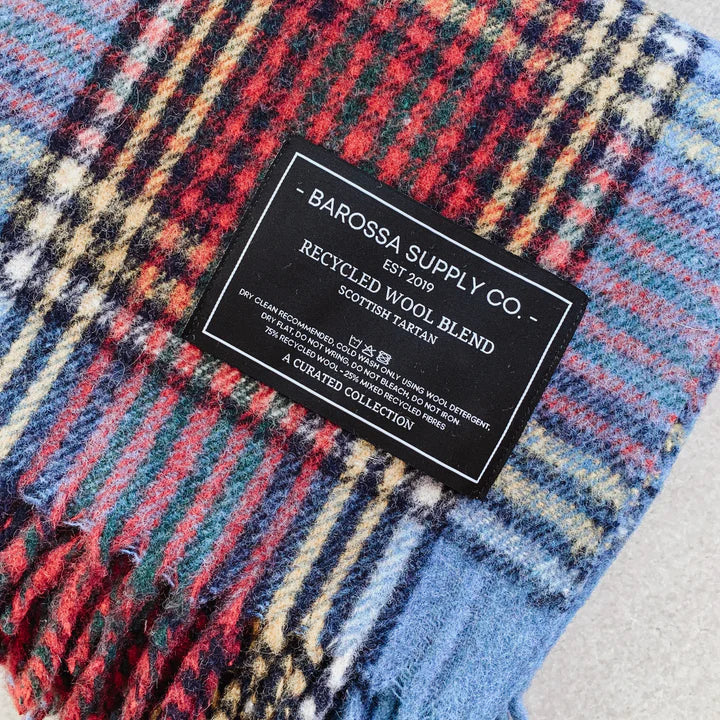 - BAROSSA SUPPLY CO. -
EST 2019
RECYCLED WOOL BLEND
SCOTTISH TARTAN
DRY CLEAN RECOMMENDED, COLD WASH ONLY USING WOOL DETERGENT.
DRY FLAT, DO NOT WRING, DO NOT BLEACH, DO NOT IRON
75% RECYCLED WOOL - 25% MIXED RECYCLED FIBRES
A CURATED COLLECTION